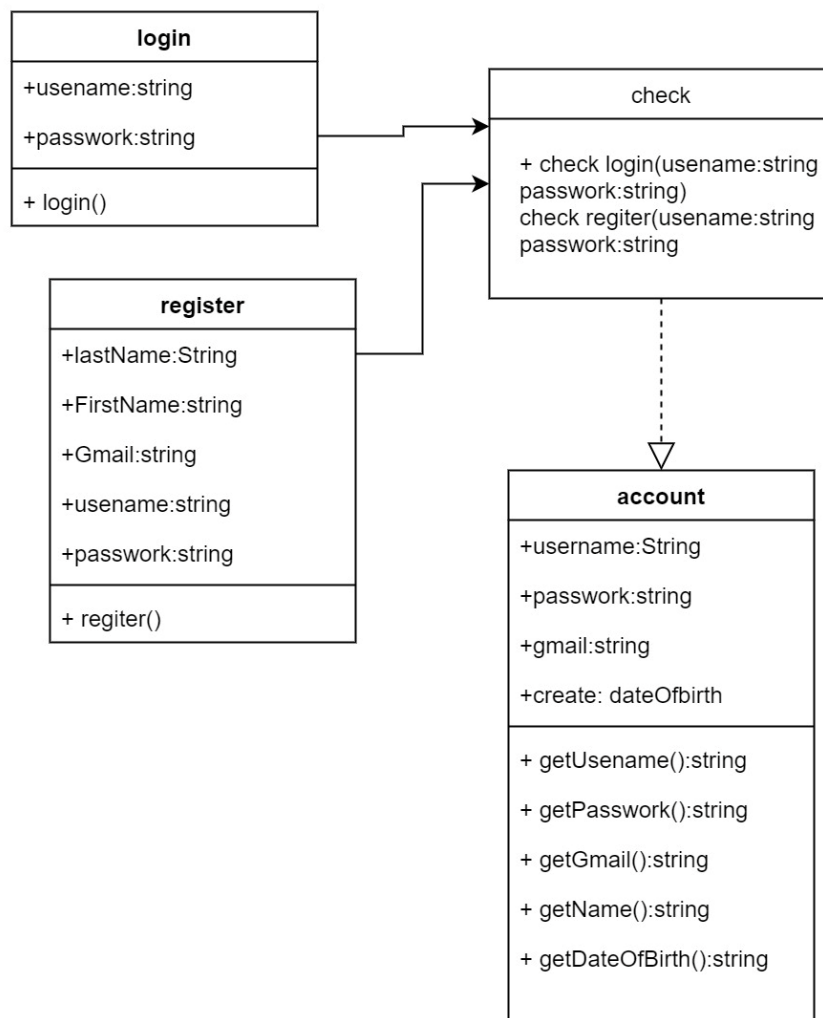 login
+usename:string
+passwork:string
+ login()
check
+ check login(usename:string
passwork:string)
check regiter(usename:string
passwork:string
register
+lastName:String
+FirstName:string
+Gmail:string
+usename:string
+passwork:string
+ regiter()
account
+username:String
+passwork:string
+gmail:string
+create: dateOfbirth
+ getUsename():string
+ getPasswork():string
+ getGmail():string
+ getName():string
+ getDateOfBirth():string